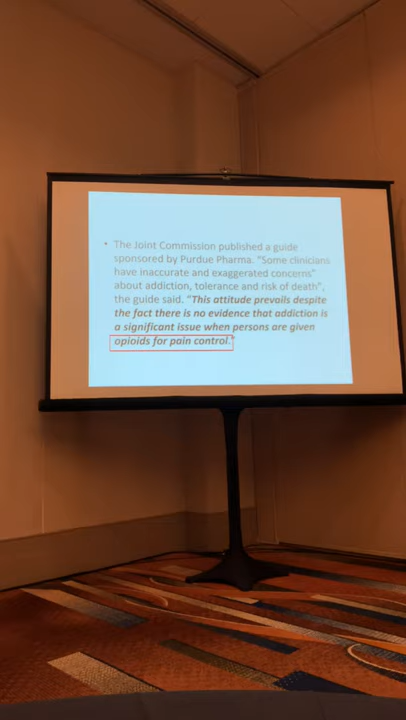 • The Joint Commission published a guide
sponsored by Purdue Pharma. "Some clinicians
have inaccurate and exaggerated concerns"
about addiction, tolerance and risk of death",
the guide said. "This attitude prevails despite
the fact there is no evidence that addiction is
a significant issue when persons are given
opioids for pain control."